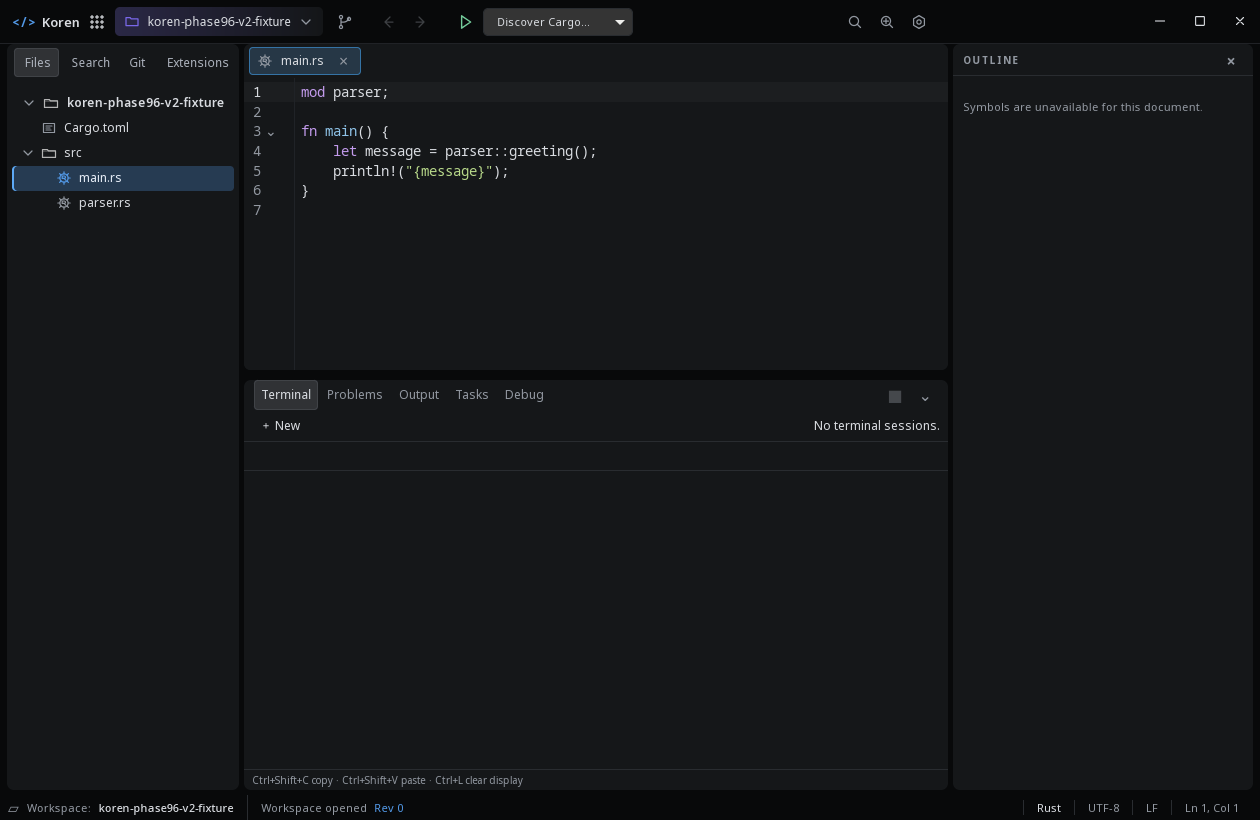 </> Koren koren-phase96-v2-fixture Discover Cargo...
Files Search Git Extensions
koren-phase96-v2-fixture
Cargo.toml
src
main.rs
parser.rs
main.rs ×
1 mod parser;
2
3 fn main() {
4     let message = parser::greeting();
5     println!("{message}");
6 }
7
Terminal Problems Output Tasks Debug
+ New No terminal sessions.
Ctrl+Shift+C copy · Ctrl+Shift+V paste · Ctrl+L clear display
OUTLINE ×
Symbols are unavailable for this document.
Workspace: koren-phase96-v2-fixture Workspace opened Rev 0 Rust UTF-8 LF Ln 1, Col 1